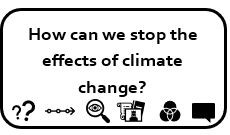 How can we stop the
effects of climate
change?
??